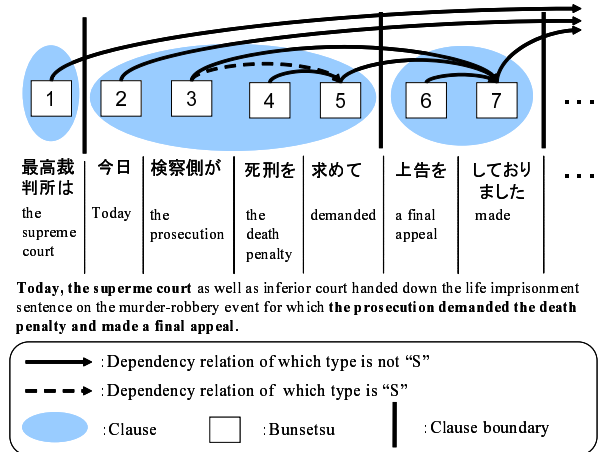 1 2 3 4 5 6 7 ...
最高裁 今日 検察側が 死刑を 求めて 上告を しており ...
判所は ました
the Today the the demanded a final made
supreme prosecution death appeal
court penalty
Today, the superme court as well as inferior court handed down the life imprisonment
sentence on the murder-robbery event for which the prosecution demanded the death
penalty and made a final appeal.
:Dependency relation of which type is not “S”
:Dependency relation of which type is “S”
:Clause :Bunsetsu :Clause boundary